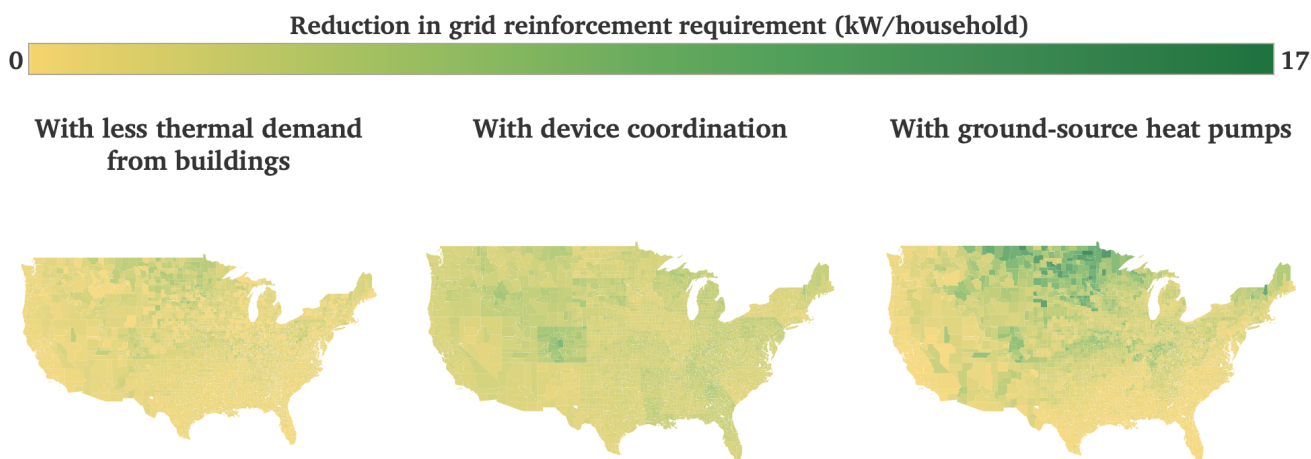 Reduction in grid reinforcement requirement (kW/household)
0
17
With less thermal demand
from buildings
With device coordination
With ground-source heat pumps